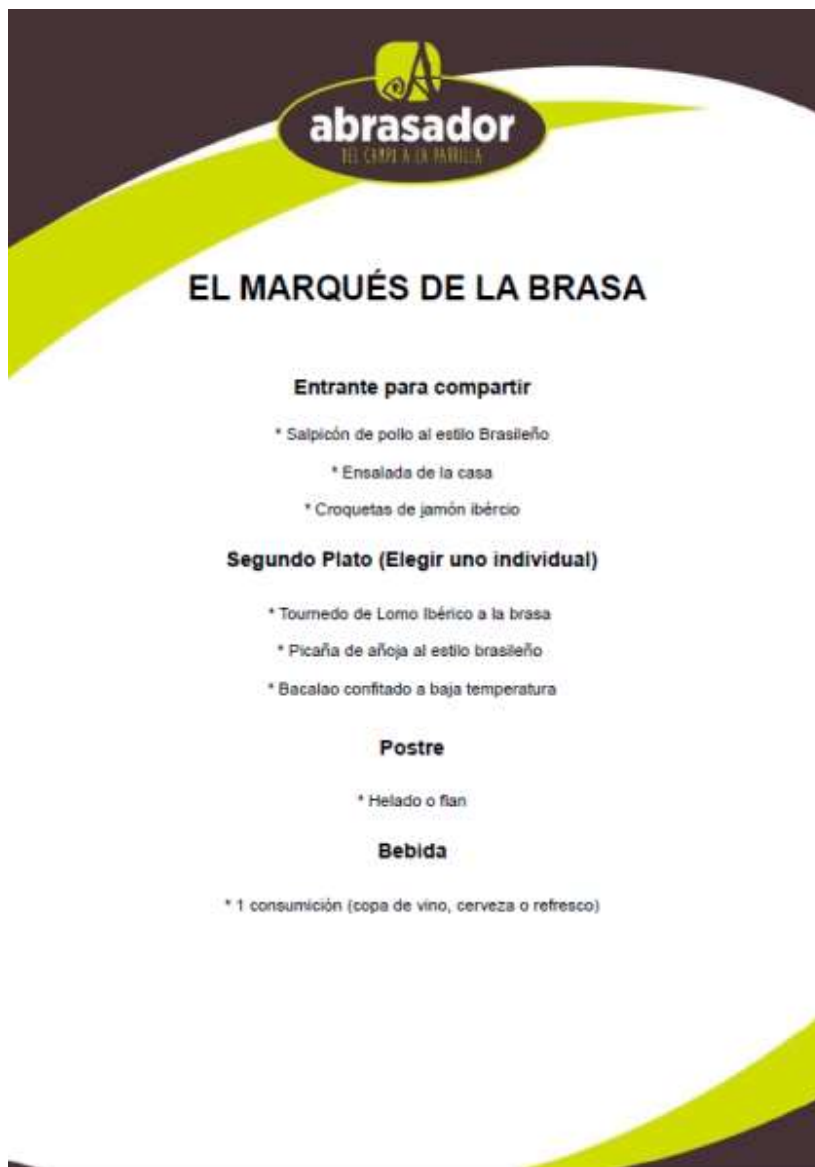 abrasador
DEL CAMPO A LA PARRILLA
EL MARQUÉS DE LA BRASA
Entrante para compartir
* Salpicón de pollo al estilo Brasileño
* Ensalada de la casa
* Croquetas de jamón ibércio
Segundo Plato (Elegir uno individual)
* Tournedo de Lomo Ibérico a la brasa
* Picaña de añoja al estilo brasileño
* Bacalao confitado a baja temperatura
Postre
* Helado o flan
Bebida
* 1 consumición (copa de vino, cerveza o refresco)